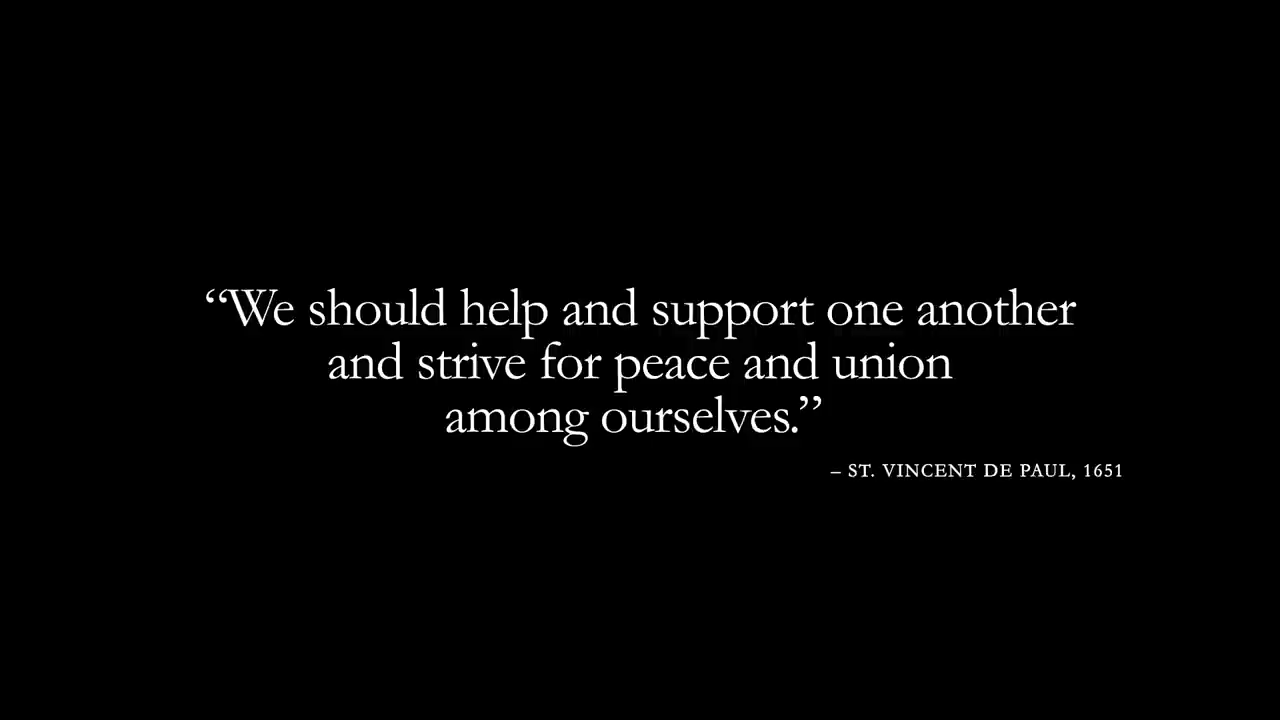 “We should help and support one another
and strive for peace and union
among ourselves.”
– ST. VINCENT DE PAUL, 1651